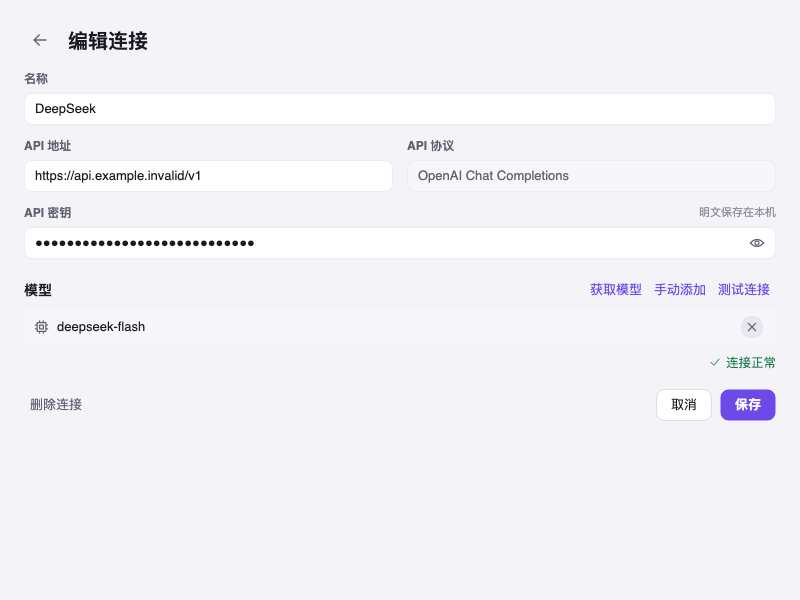 编辑连接
名称
DeepSeek
API 地址
API 协议
https://api.example.invalid/v1
OpenAI Chat Completions
API 密钥
明文保存在本机
••••••••••••••••••••••••••••
模型
获取模型
手动添加
测试连接
deepseek-flash
连接正常
删除连接
取消
保存